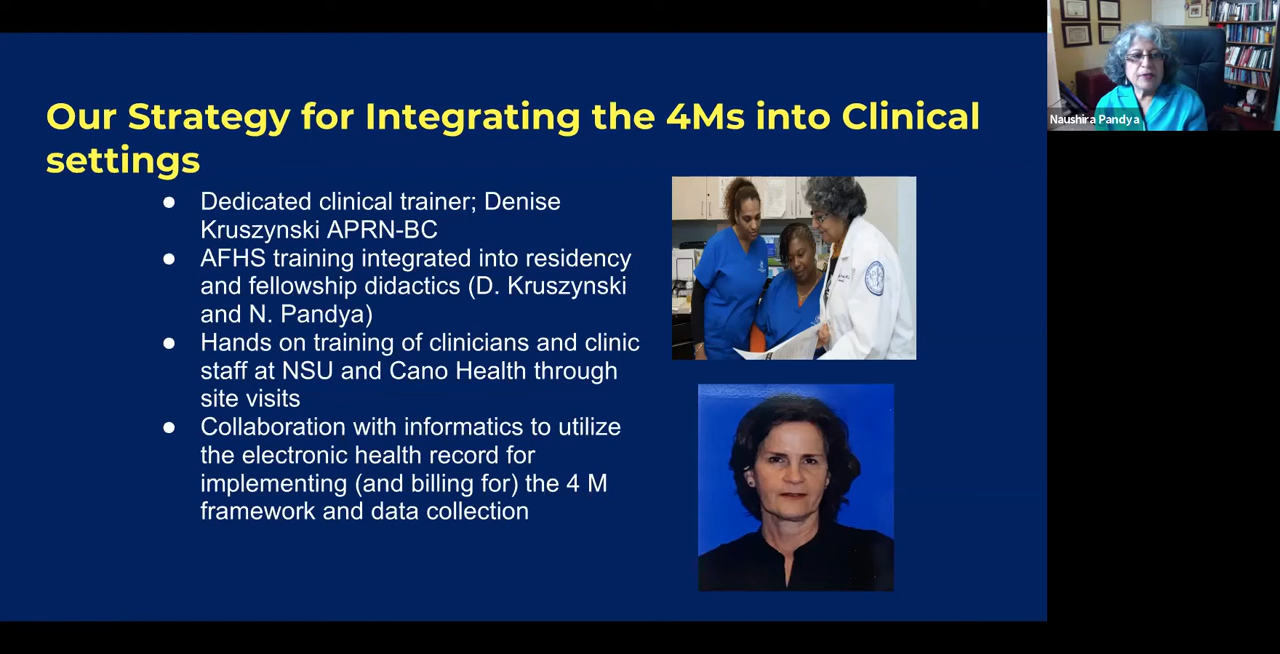 Our Strategy for Integrating the 4Ms into Clinical
settings
● Dedicated clinical trainer; Denise
Kruszynski APRN-BC
● AFHS training integrated into residency
and fellowship didactics (D. Kruszynski
and N. Pandya)
● Hands on training of clinicians and clinic
staff at NSU and Cano Health through
site visits
● Collaboration with informatics to utilize
the electronic health record for
implementing (and billing for) the 4 M
framework and data collection
Naushira Pandya